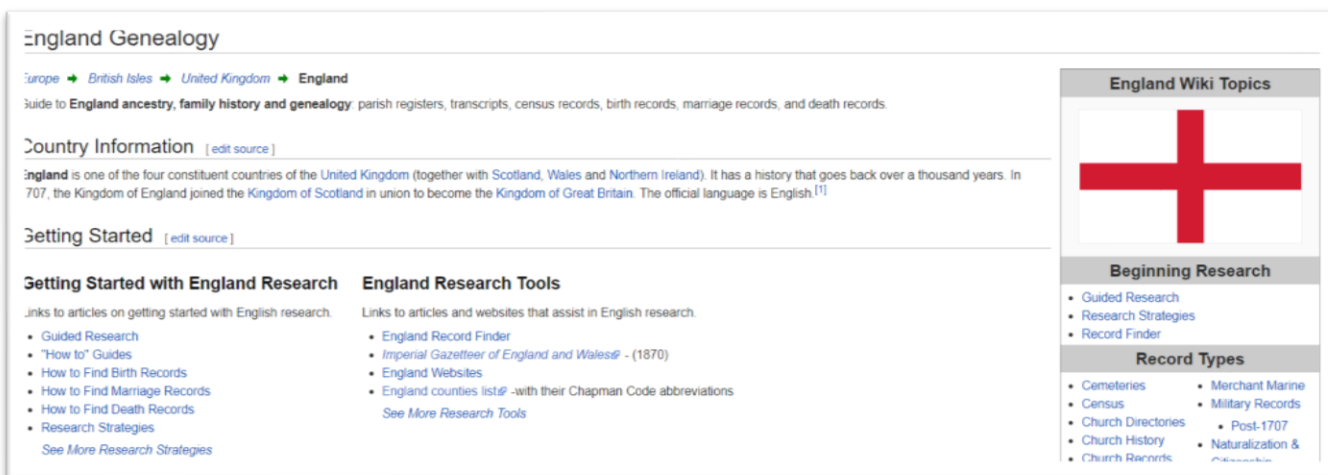 England Genealogy
Europe ➔ British Isles ➔ United Kingdom ➔ England
Guide to England ancestry, family history and genealogy: parish registers, transcripts, census records, birth records, marriage records, and death records.
Country Information [ edit source ]
England is one of the four constituent countries of the United Kingdom (together with Scotland, Wales and Northern Ireland). It has a history that goes back over a thousand years. In
1707, the Kingdom of England joined the Kingdom of Scotland in union to become the Kingdom of Great Britain. The official language is English.[1]
Getting Started [ edit source ]
Getting Started with England Research
Links to articles on getting started with English research.
• Guided Research
• "How to" Guides
• How to Find Birth Records
• How to Find Marriage Records
• How to Find Death Records
• Research Strategies
See More Research Strategies
England Research Tools
Links to articles and websites that assist in English research.
• England Record Finder
• Imperial Gazetteer of England and Wales - (1870)
• England Websites
• England counties list -with their Chapman Code abbreviations
See More Research Tools
England Wiki Topics
Beginning Research
• Guided Research
• Research Strategies
• Record Finder
Record Types
• Cemeteries
• Census
• Church Directories
• Church History
• Church Records
• Merchant Marine
• Military Records
• Post-1707
• Naturalization &
Citizenship